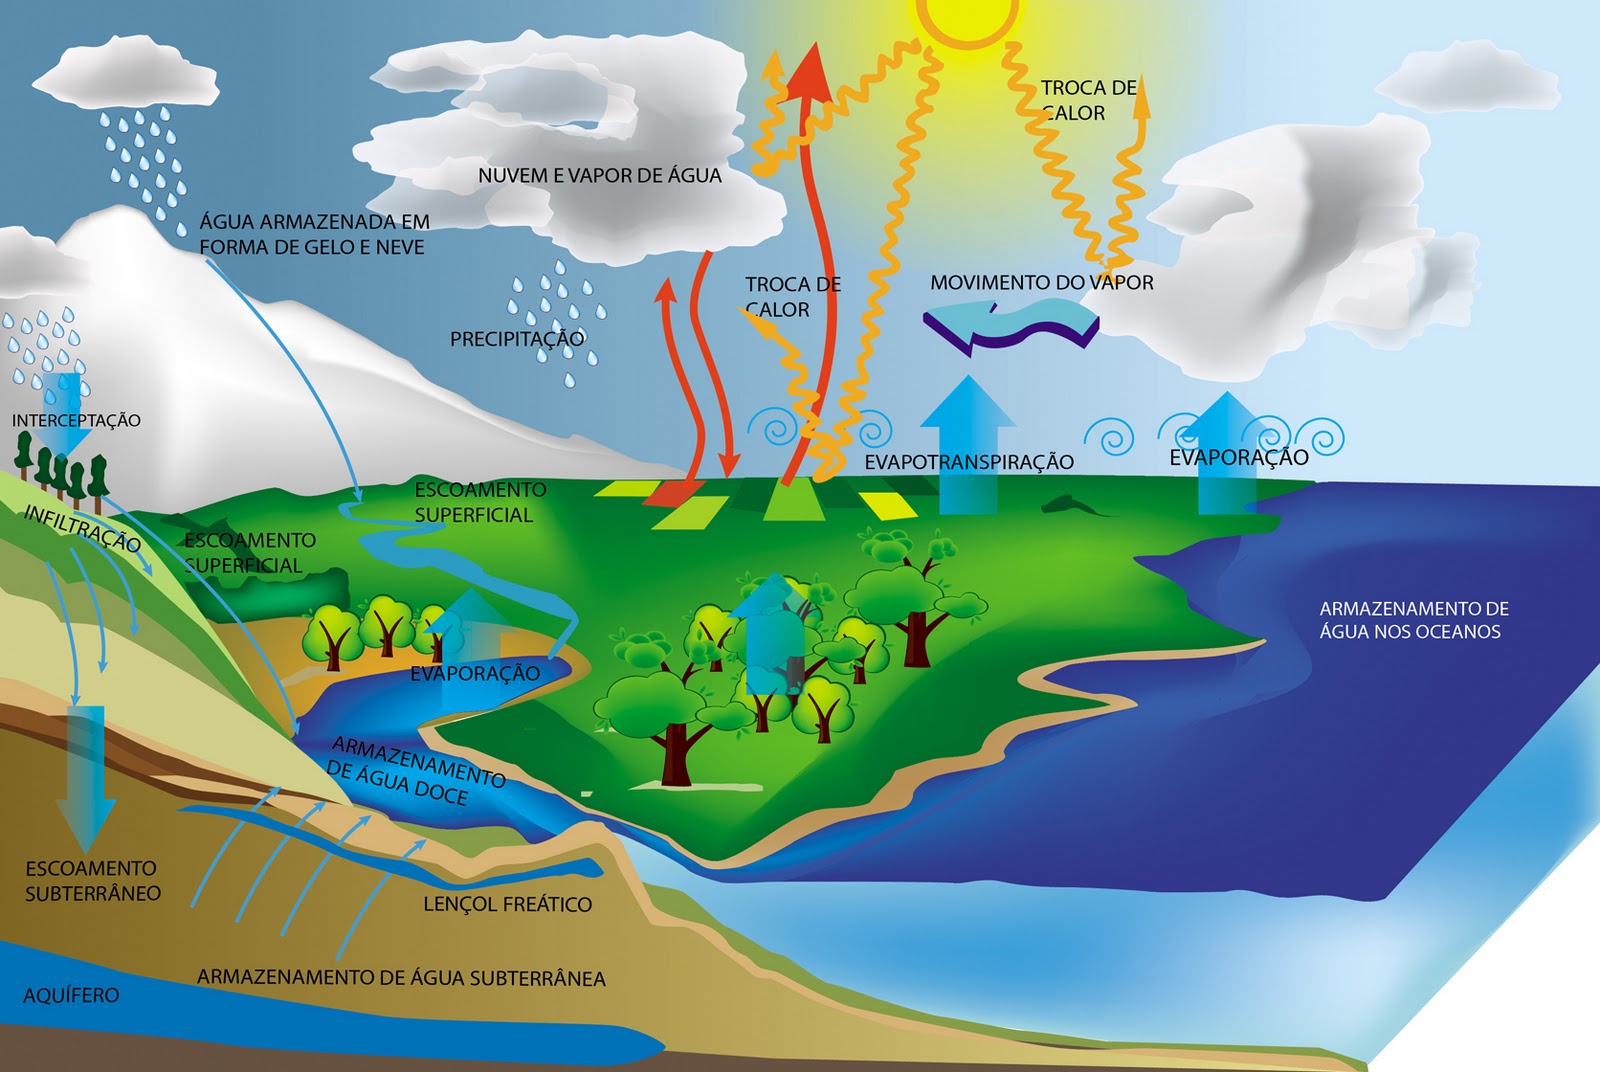 TROCA DE
CALOR
NUVEM E VAPOR DE ÁGUA
ÁGUA ARMAZENADA EM
FORMA DE GELO E NEVE
TROCA DE
CALOR
MOVIMENTO DO VAPOR
PRECIPITAÇÃO
INTERCEPTAÇÃO
EVAPOTRANSPIRAÇÃO
EVAPORAÇÃO
ESCOAMENTO
SUPERFICIAL
INFILTRAÇÃO
ESCOAMENTO
SUPERFICIAL
ARMAZENAMENTO DE
ÁGUA NOS OCEANOS
EVAPORAÇÃO
ARMAZENAMENTO
DE ÁGUA DOCE
ESCOAMENTO
SUBTERRÂNEO
LENÇOL FREÁTICO
ARMAZENAMENTO DE ÁGUA SUBTERRÂNEA
AQUÍFERO